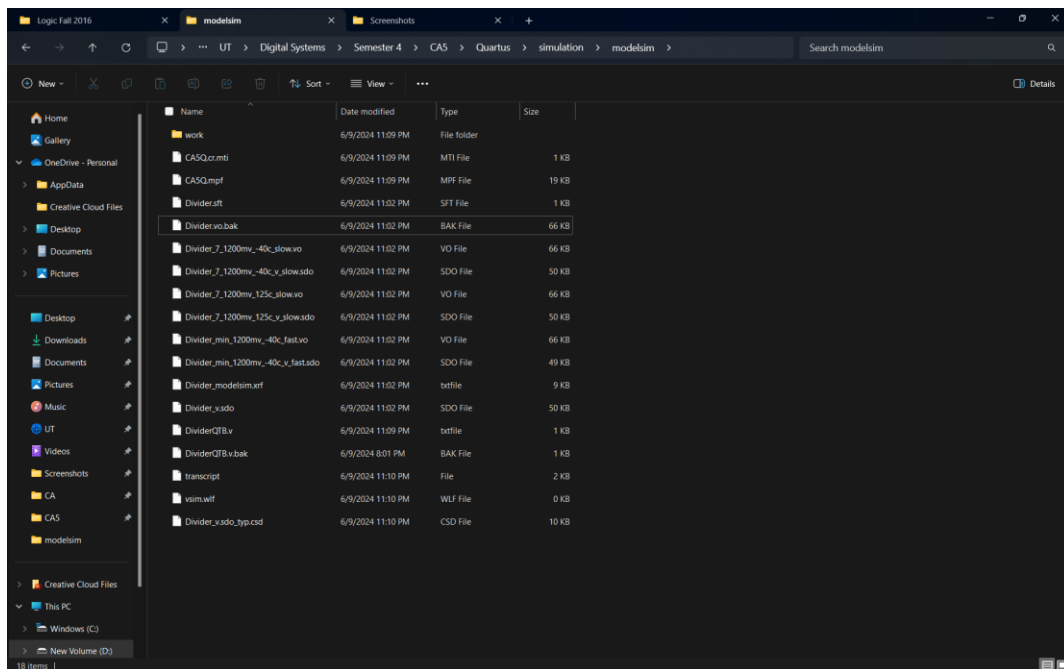 Logic Fall 2016
modelsim
Screenshots
UT > Digital Systems > Semester 4 > CA5 > Quartus > simulation > modelsim >
Search modelsim
New
Sort
View
Details
Name Date modified Type Size
work 6/9/2024 11:09 PM File folder
CA5Q.cr.mti 6/9/2024 11:09 PM MTI File 1 KB
CA5Q.mpf 6/9/2024 11:09 PM MPF File 19 KB
Divider.sft 6/9/2024 11:02 PM SFT File 1 KB
Divider.vo.bak 6/9/2024 11:02 PM BAK File 66 KB
Divider_7_1200mv_-40c_slow.vo 6/9/2024 11:02 PM VO File 66 KB
Divider_7_1200mv_-40c_v_slow.sdo 6/9/2024 11:02 PM SDO File 50 KB
Divider_7_1200mv_125c_slow.vo 6/9/2024 11:02 PM VO File 66 KB
Divider_7_1200mv_125c_v_slow.sdo 6/9/2024 11:02 PM SDO File 50 KB
Divider_min_1200mv_-40c_fast.vo 6/9/2024 11:02 PM VO File 66 KB
Divider_min_1200mv_-40c_v_fast.sdo 6/9/2024 11:02 PM SDO File 49 KB
Divider_modelsim.xrf 6/9/2024 11:02 PM txtfile 9 KB
Divider_v.sdo 6/9/2024 11:02 PM SDO File 50 KB
DividerQTB.v 6/9/2024 11:09 PM txtfile 1 KB
DividerQTB.v.bak 6/9/2024 8:01 PM BAK File 1 KB
transcript 6/9/2024 11:10 PM File 2 KB
vsim.wlf 6/9/2024 11:10 PM WLF File 0 KB
Divider_v.sdo_typ.csd 6/9/2024 11:10 PM CSD File 10 KB
Home
Gallery
OneDrive - Personal
AppData
Creative Cloud Files
Desktop
Documents
Pictures
Desktop
Downloads
Documents
Pictures
Music
UT
Videos
Screenshots
CA
CA5
modelsim
Creative Cloud Files
This PC
Windows (C:)
New Volume (D:)
18 items